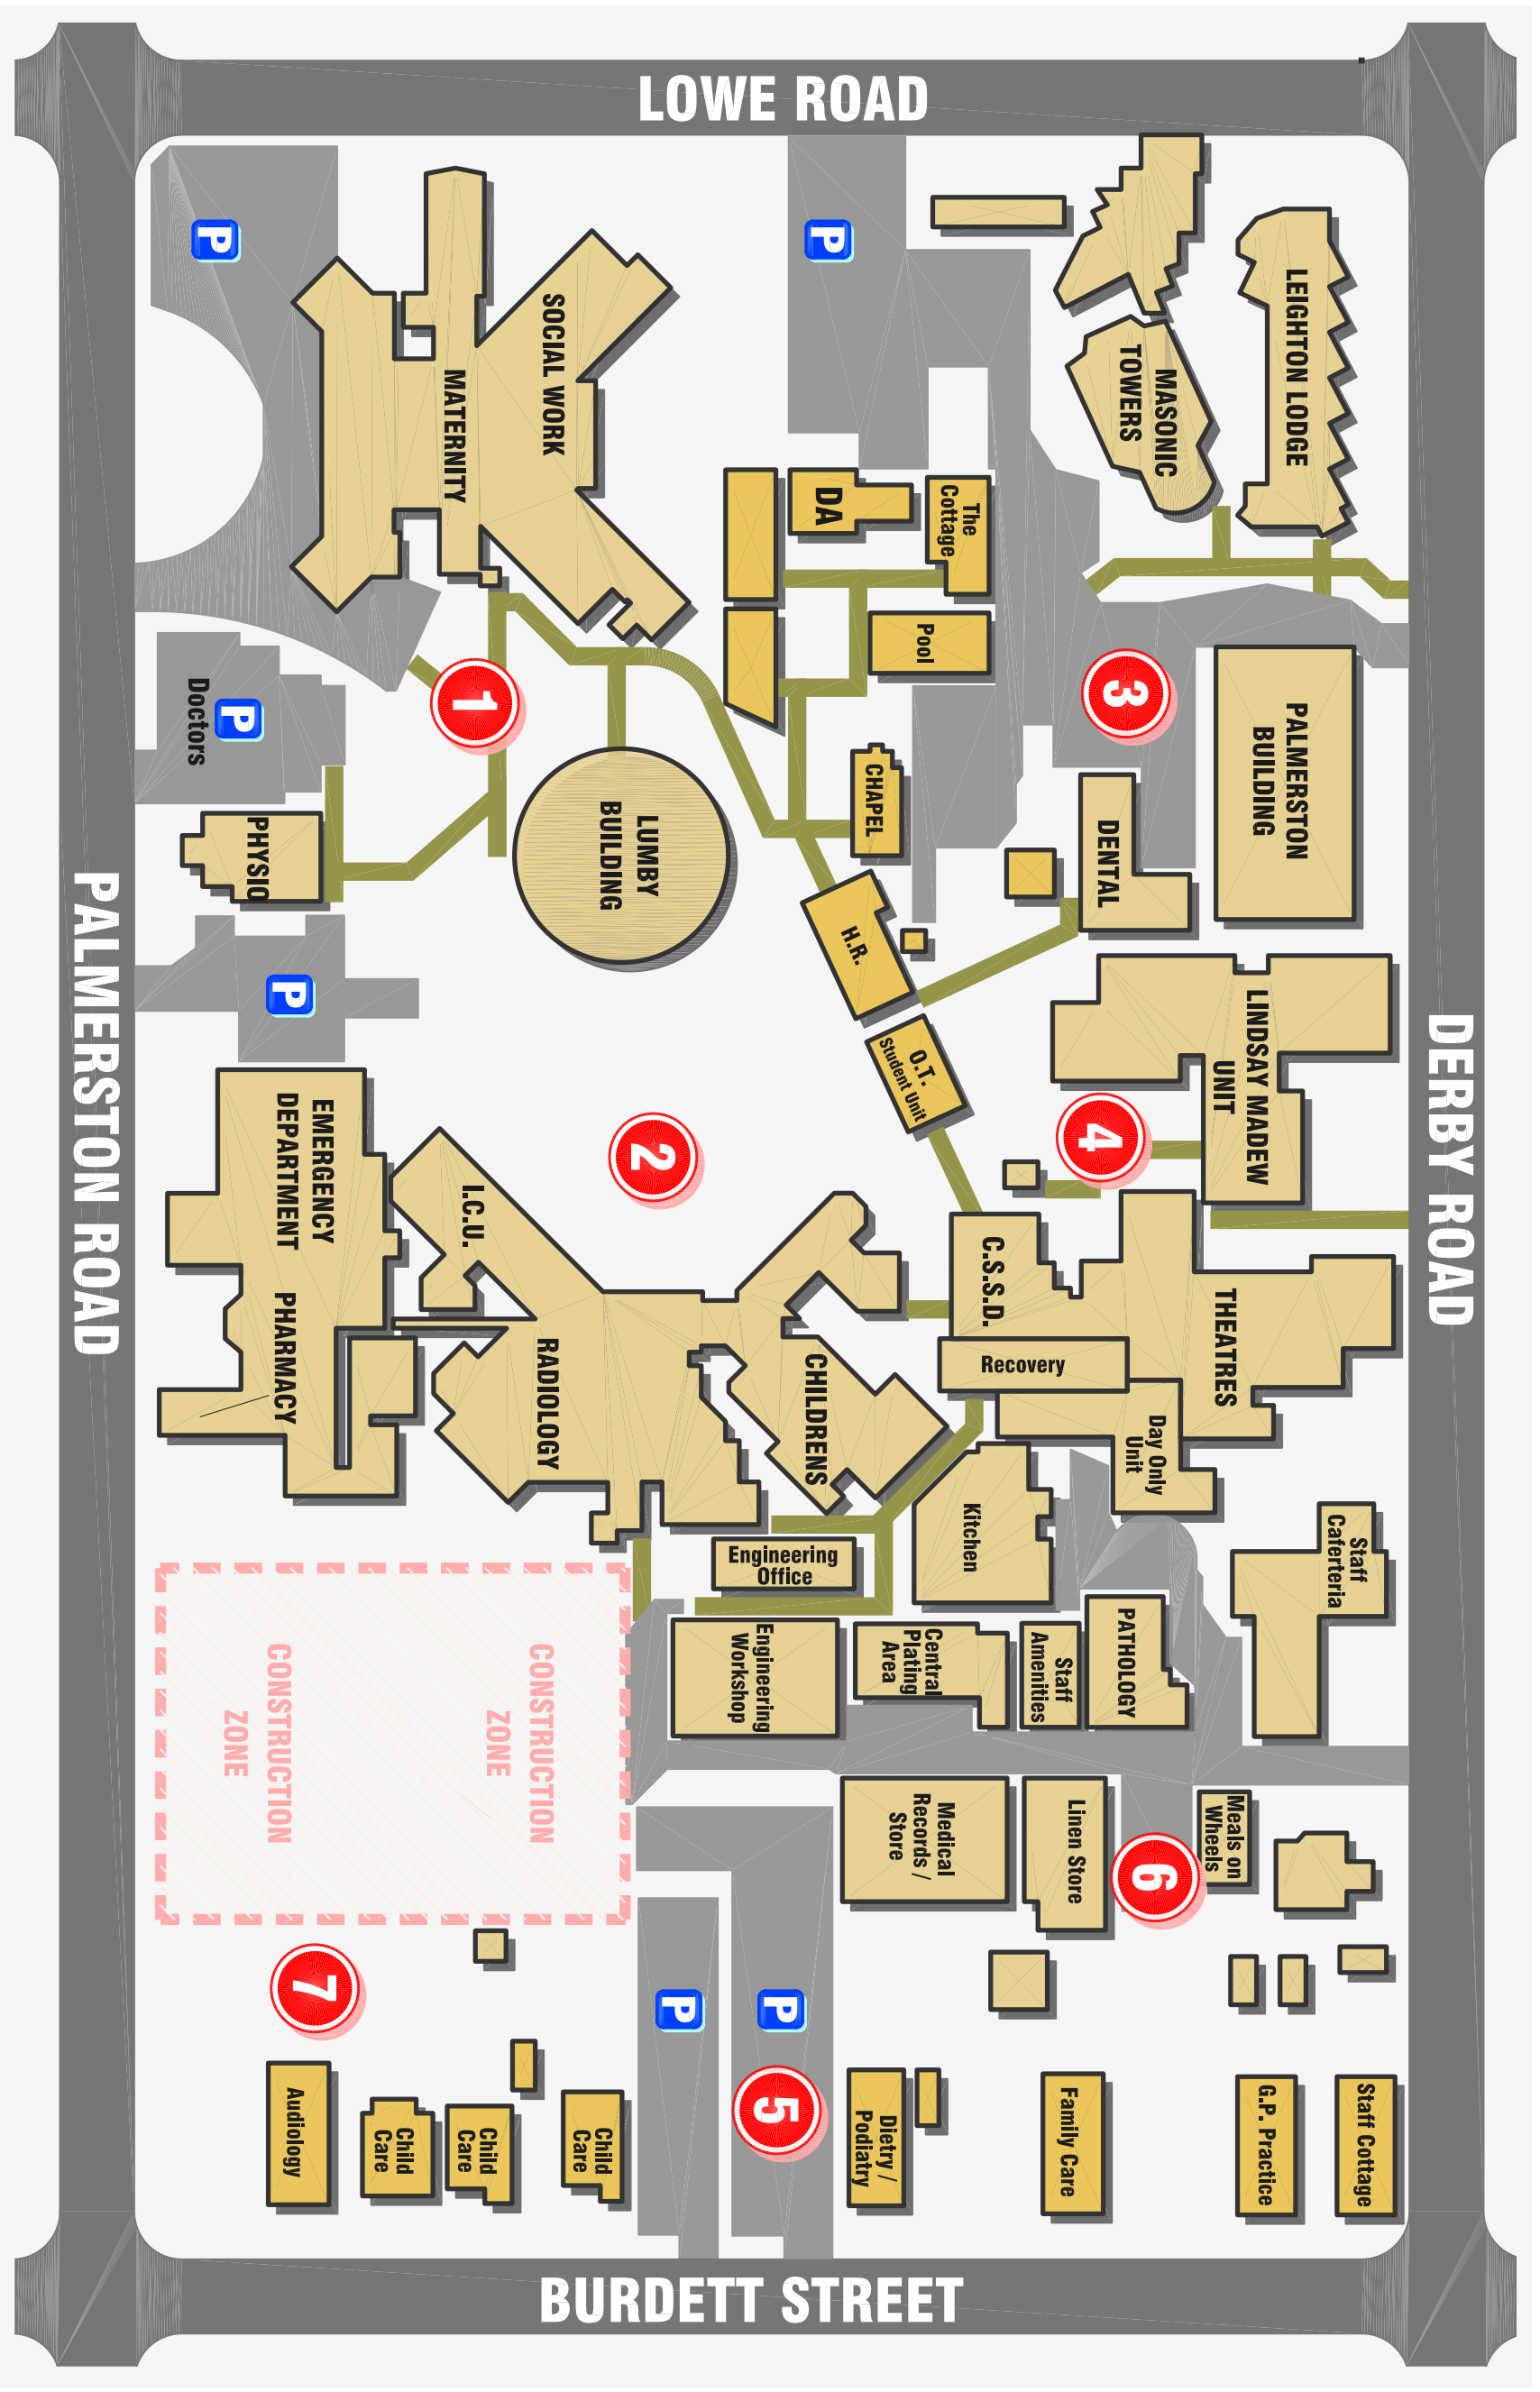 LOWE ROAD
P
P
LEIGHTON LODGE
MASONIC
TOWERS
SOCIAL WORK
MATERNITY
DA
The
Cottage
Pool
1
3
P
Doctors
PALMERSTON
BUILDING
CHAPEL
DENTAL
LUMBY
BUILDING
PHYSIO
H.R.
P
O.T.
Student Unit
LINDSAY MADEW
UNIT
2
4
PALMERSTON ROAD
DERBY ROAD
EMERGENCY
DEPARTMENT
I.C.U.
C.S.S.D.
THEATRES
PHARMACY
RADIOLOGY
CHILDRENS
Recovery
Day Only
Unit
Kitchen
Staff
Caferteria
Engineering
Office
Engineering
Workshop
Central
Plating
Area
Staff
Amenities
PATHOLOGY
CONSTRUCTION
ZONE
CONSTRUCTION
ZONE
Medical
Records /
Store
Linen Store
Meals on
Wheels
6
7
P
P
5
Audiology
Child
Care
Child
Care
Child
Care
Dietry /
Podiatry
Family Care
G.P. Practice
Staff Cottage
BURDETT STREET